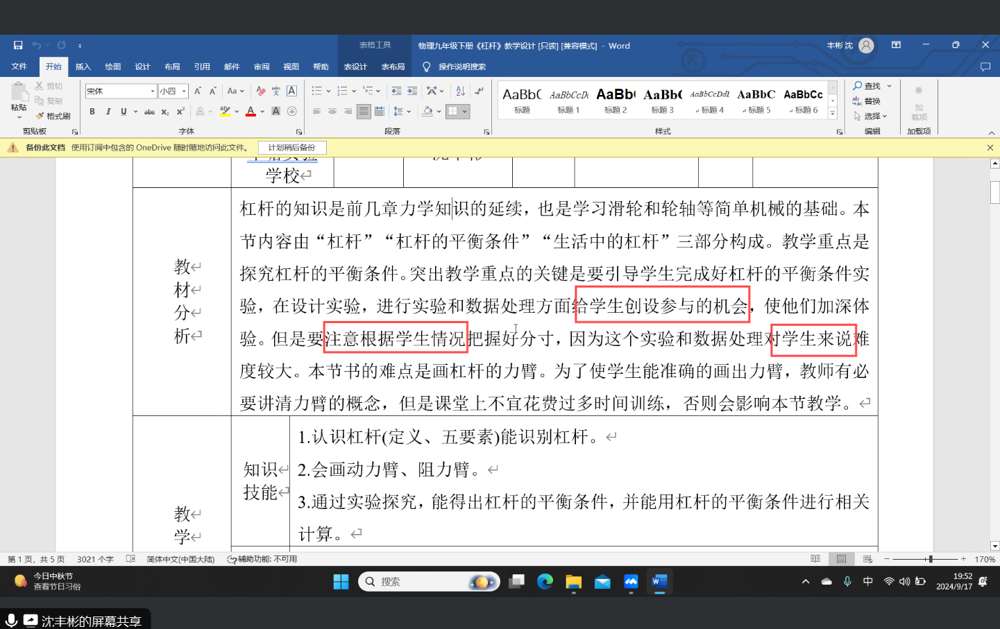 表格工具
物理九年级下册《杠杆》教学设计 [只读] [兼容模式] - Word
丰彬 沈
文件 开始 插入 绘图 设计 布局 引用 邮件 审阅 视图 帮助 表设计 表布局 操作说明搜索
粘贴
剪切
复制
格式刷
剪贴板
宋体 小四
字体
段落
AaBbC AaBbCcDc AaBb( AaBbC AaBbCcDdE AaBbC AaBbCc
标题 标题 1 标题 2 标题 3 标题 4 标题 5 标题 6
样式
查找
替换
选择
编辑
加载项
加载项
备份此文档 使用订阅中包含的 OneDrive 随时随地访问此文件。 计划稍后备份
学校
教材分析
杠杆的知识是前几章力学知识的延续，也是学习滑轮和轮轴等简单机械的基础。本
节内容由“杠杆”“杠杆的平衡条件”“生活中的杠杆”三部分构成。教学重点是
探究杠杆的平衡条件。突出教学重点的关键是要引导学生完成好杠杆的平衡条件实
验，在设计实验，进行实验和数据处理方面给学生创设参与的机会，使他们加深体
验。但是要注意根据学生情况把握好分寸，因为这个实验和数据处理对学生来说难
度较大。本节书的难点是画杠杆的力臂。为了使学生能准确的画出力臂，教师有必
要讲清力臂的概念，但是课堂上不宜花费过多时间训练，否则会影响本节教学。
教学
知识
技能
1.认识杠杆(定义、五要素)能识别杠杆。
2.会画动力臂、阻力臂。
3.通过实验探究，能得出杠杆的平衡条件，并能用杠杆的平衡条件进行相关
计算。
第 1 页，共 5 页 3021 个字 简体中文(中国大陆) 辅助功能: 不可用 170%
今日中秋节
查看节日习俗
搜索
中
19:52
2024/9/17
沈丰彬的屏幕共享